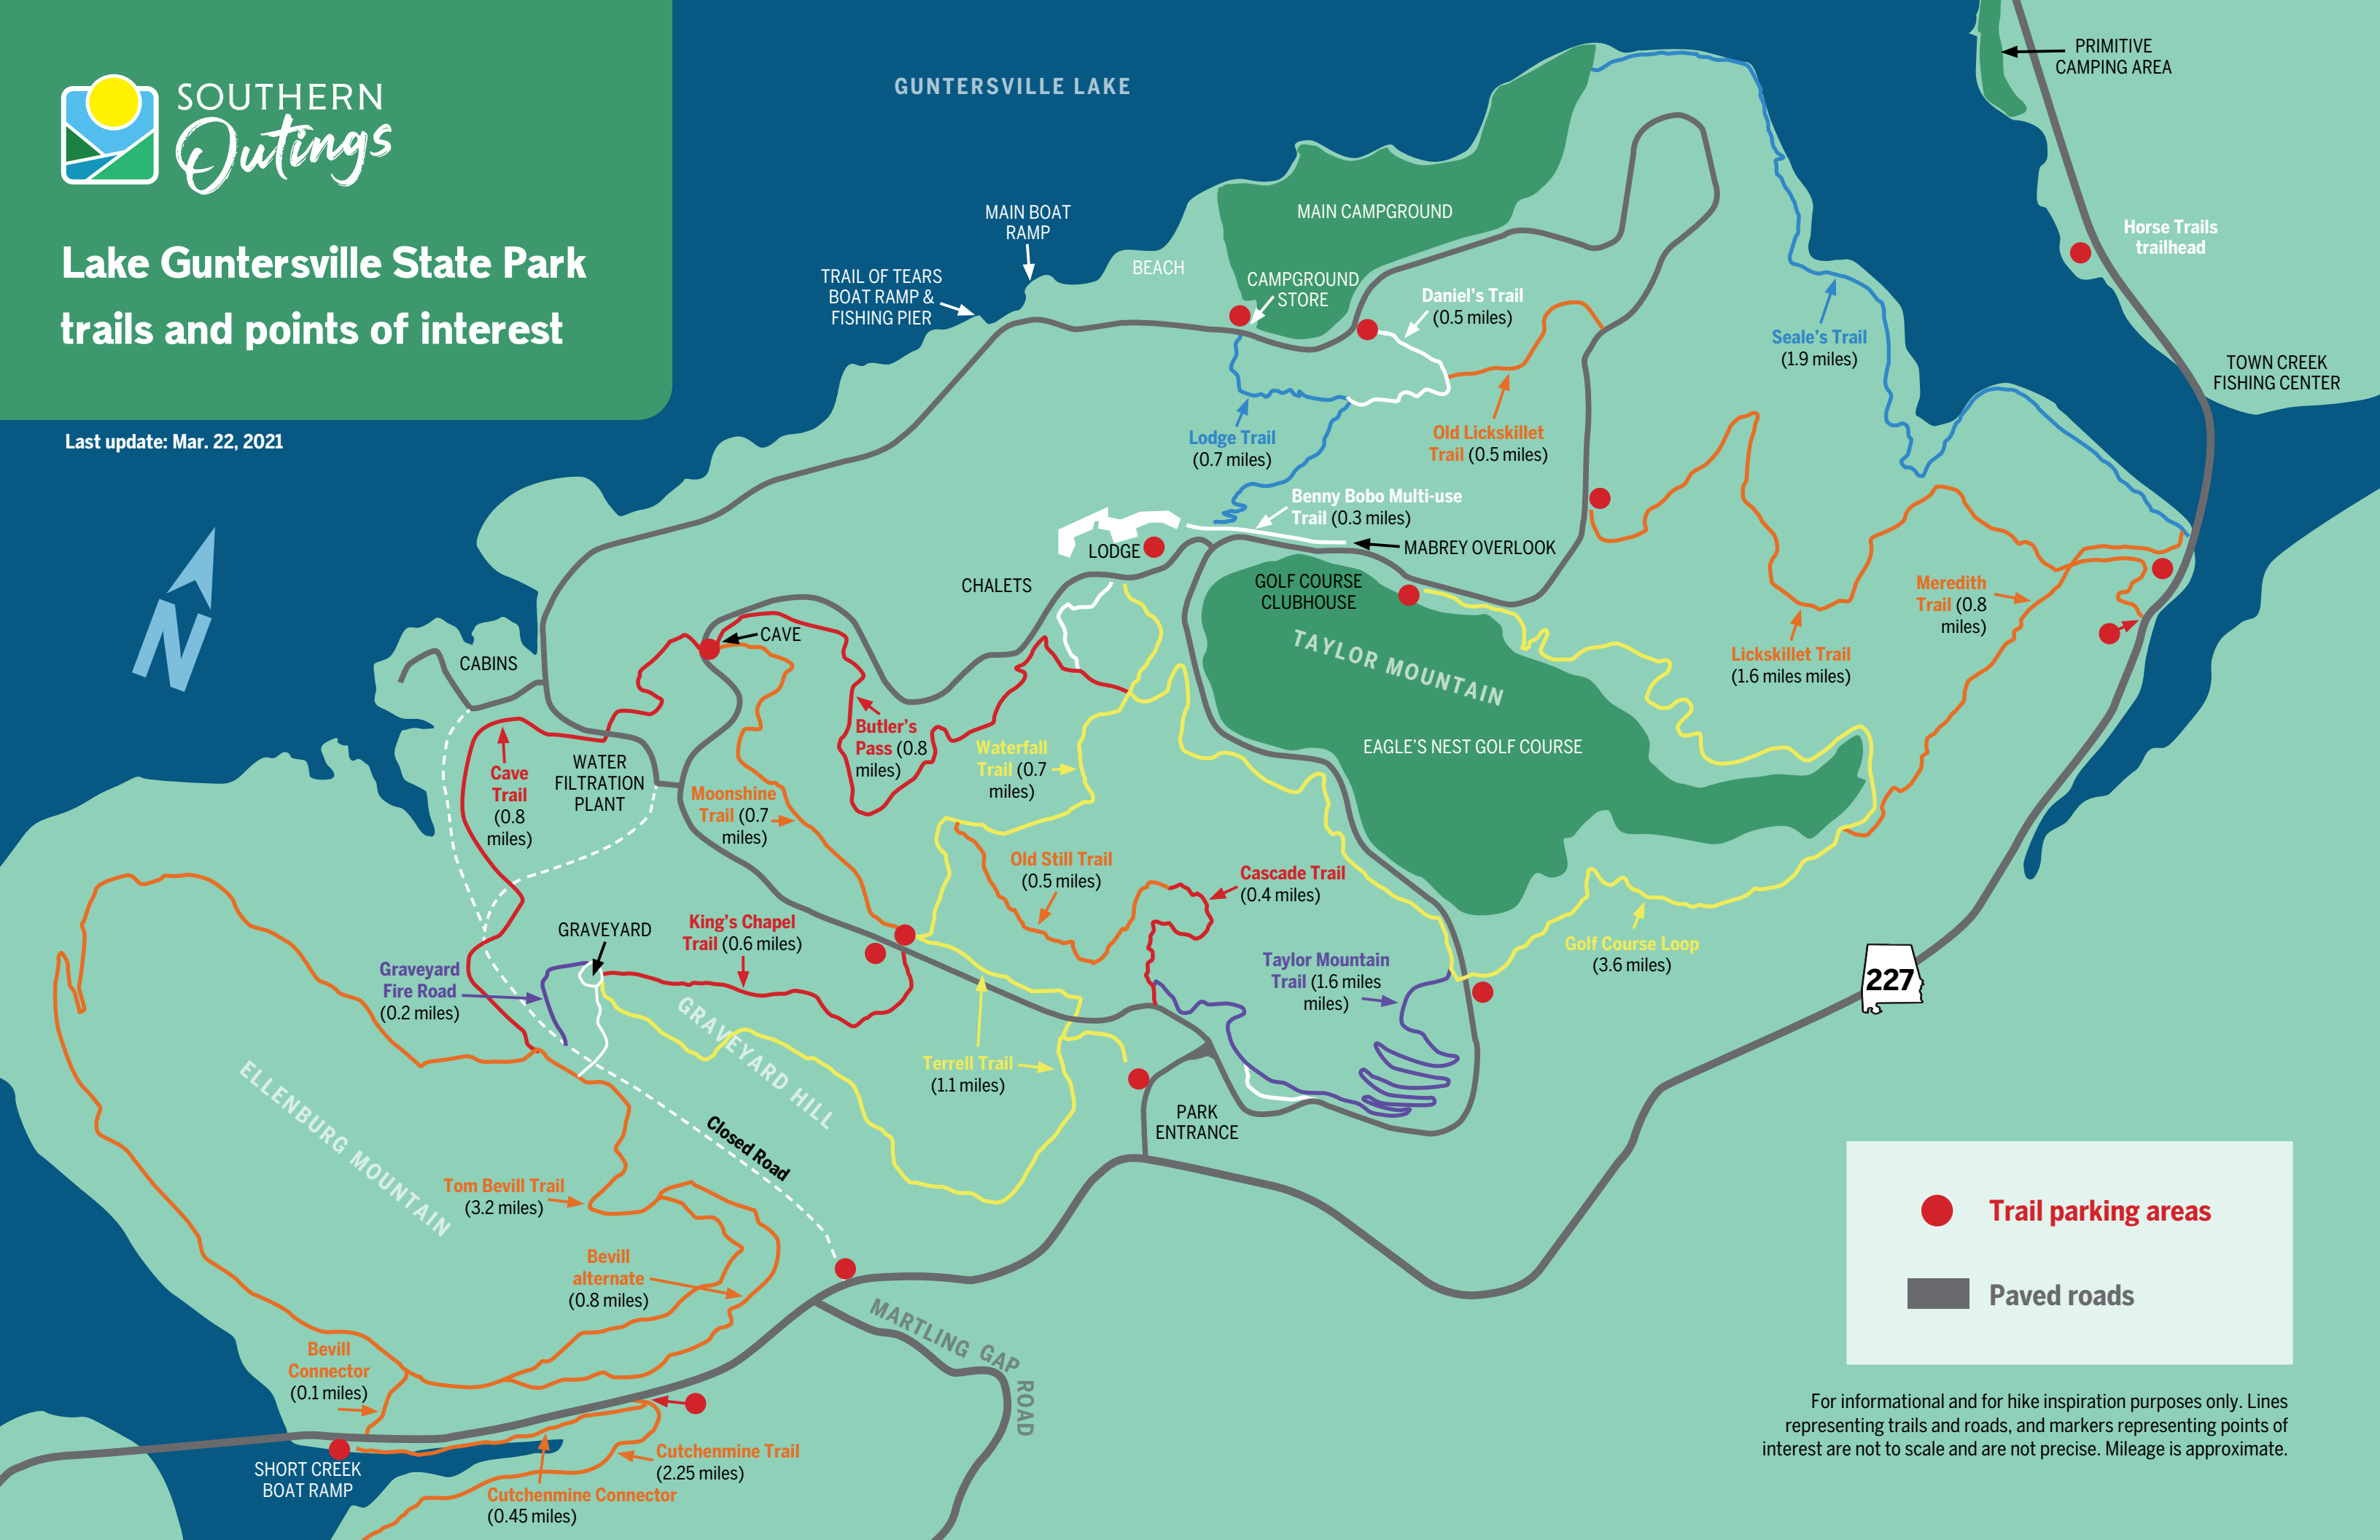 SOUTHERN
Outings
Lake Guntersville State Park
trails and points of interest
Last update: Mar. 22, 2021
N
GUNTERSVILLE LAKE
PRIMITIVE
CAMPING AREA
MAIN BOAT
RAMP
MAIN CAMPGROUND
Horse Trails
trailhead
TRAIL OF TEARS
BOAT RAMP &
FISHING PIER
BEACH
CAMPGROUND
STORE
Daniel's Trail
(0.5 miles)
Seale's Trail
(1.9 miles)
TOWN CREEK
FISHING CENTER
Lodge Trail
(0.7 miles)
Old Lickskillet
Trail (0.5 miles)
Benny Bobo Multi-use
Trail (0.3 miles)
LODGE
MABREY OVERLOOK
CHALETS
GOLF COURSE
CLUBHOUSE
Meredith
Trail (0.8
miles)
CAVE
CABINS
TAYLOR MOUNTAIN
Lickskillet Trail
(1.6 miles miles)
Butler's
Pass (0.8
miles)
Waterfall
Trail (0.7
miles)
EAGLE'S NEST GOLF COURSE
Cave
Trail
(0.8
miles)
WATER
FILTRATION
PLANT
Moonshine
Trail (0.7
miles)
Old Still Trail
(0.5 miles)
Cascade Trail
(0.4 miles)
GRAVEYARD
King's Chapel
Trail (0.6 miles)
Graveyard
Fire Road
(0.2 miles)
Taylor Mountain
Trail (1.6 miles
miles)
Golf Course Loop
(3.6 miles)
227
GRAVEYARD HILL
Terrell Trail
(1.1 miles)
ELLENBURG MOUNTAIN
PARK
ENTRANCE
Closed Road
Tom Bevill Trail
(3.2 miles)
Bevill
alternate
(0.8 miles)
MARTLING GAP
ROAD
Bevill
Connector
(0.1 miles)
SHORT CREEK
BOAT RAMP
Cutchenmine Trail
(2.25 miles)
Cutchenmine Connector
(0.45 miles)
Trail parking areas
Paved roads
For informational and for hike inspiration purposes only. Lines
representing trails and roads, and markers representing points of
interest are not to scale and are not precise. Mileage is approximate.